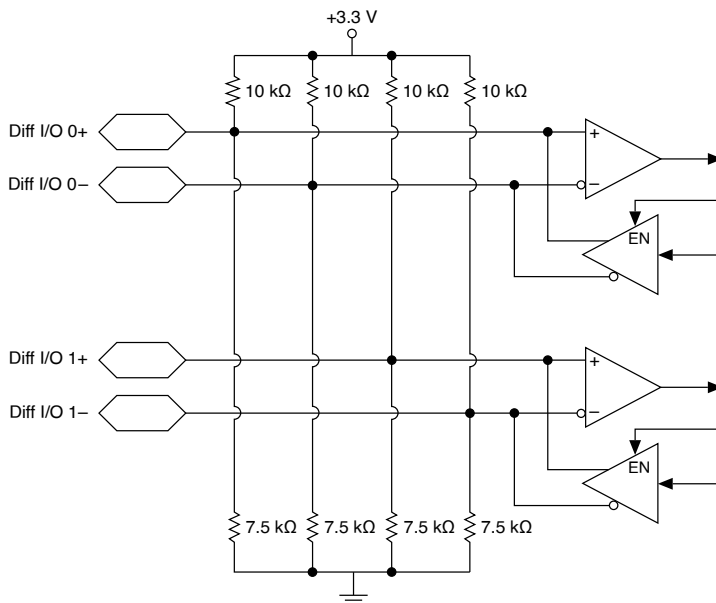 +3.3 V
10 kΩ 10 kΩ 10 kΩ 10 kΩ
Diff I/O 0+
+
Diff I/O 0−
−
EN
Diff I/O 1+
+
Diff I/O 1−
−
EN
7.5 kΩ 7.5 kΩ 7.5 kΩ 7.5 kΩ